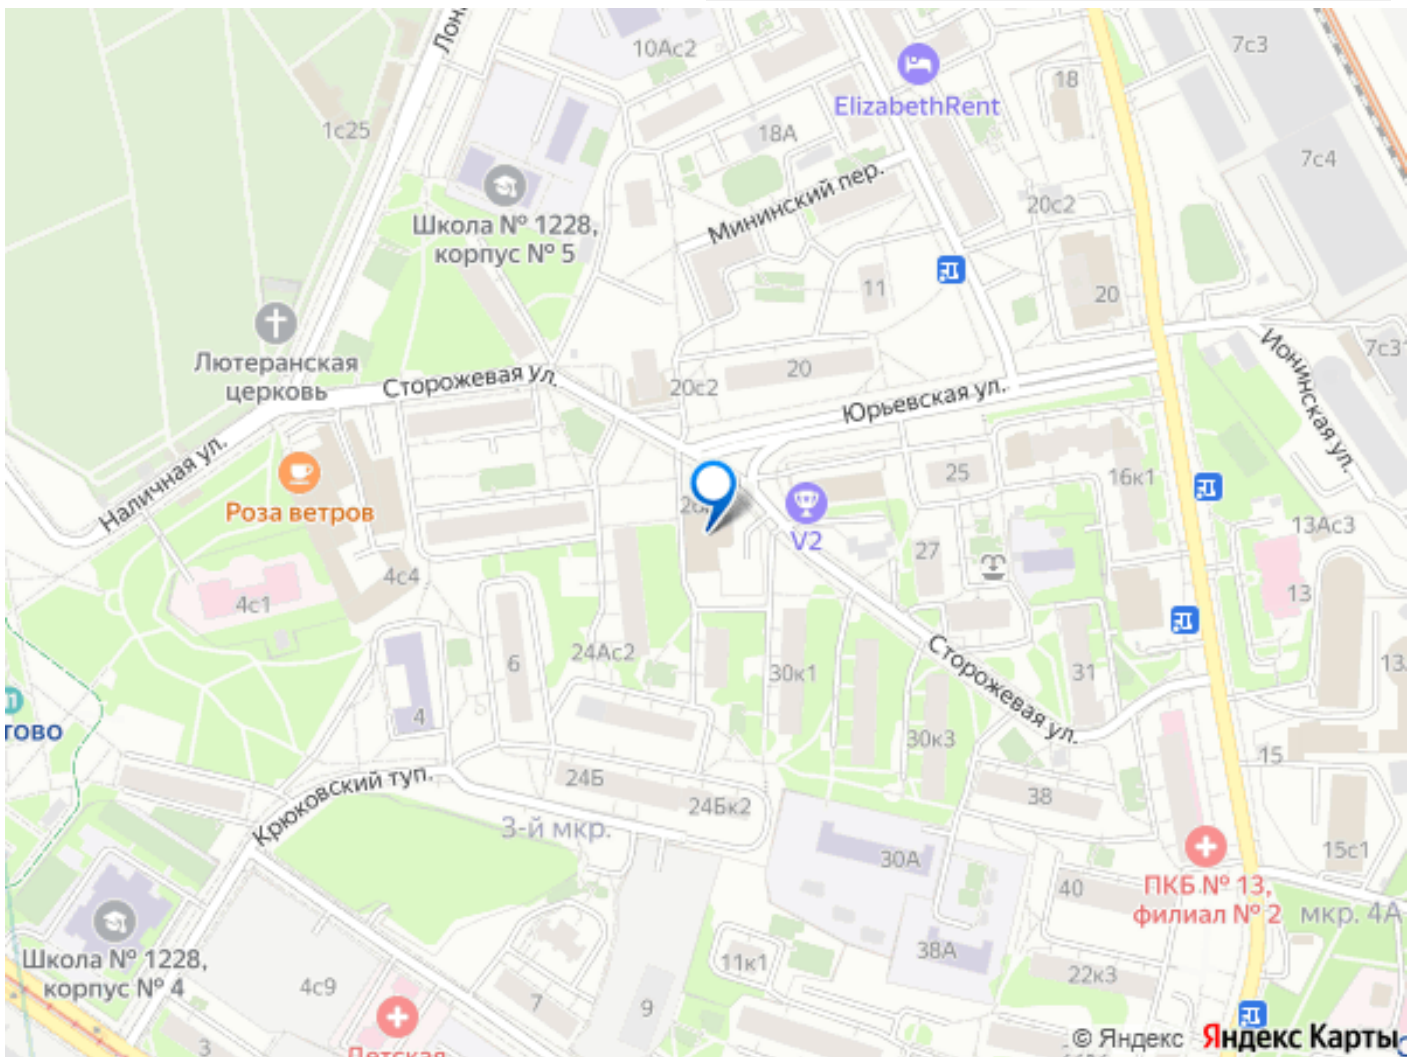 10Ас2
7с3
18
ElizabethRent
1с25
18А
7с4
Мининский пер.
20с2
Школа № 1228,
корпус № 5
11
20
Лютеранская
церковь
Ионинская ул.
Сторожевая ул.
20с2
20
Юрьевская ул.
Наличная ул.
Роза ветров
25
16к1
V2
13Ас3
27
4с4
4с1
13
24Ас2
6
30к1
31
Сторожевая ул.
4
30к3
15
Крюковский туп.
24Б
24Бк2
38
3-й мкр.
30А
15с1
40
ПКБ № 13,
филиал № 2
мкр. 4А
Школа № 1228,
корпус № 4
38А
11к1
22к3
4с9
7
9
3
© Яндекс Яндекс Карты